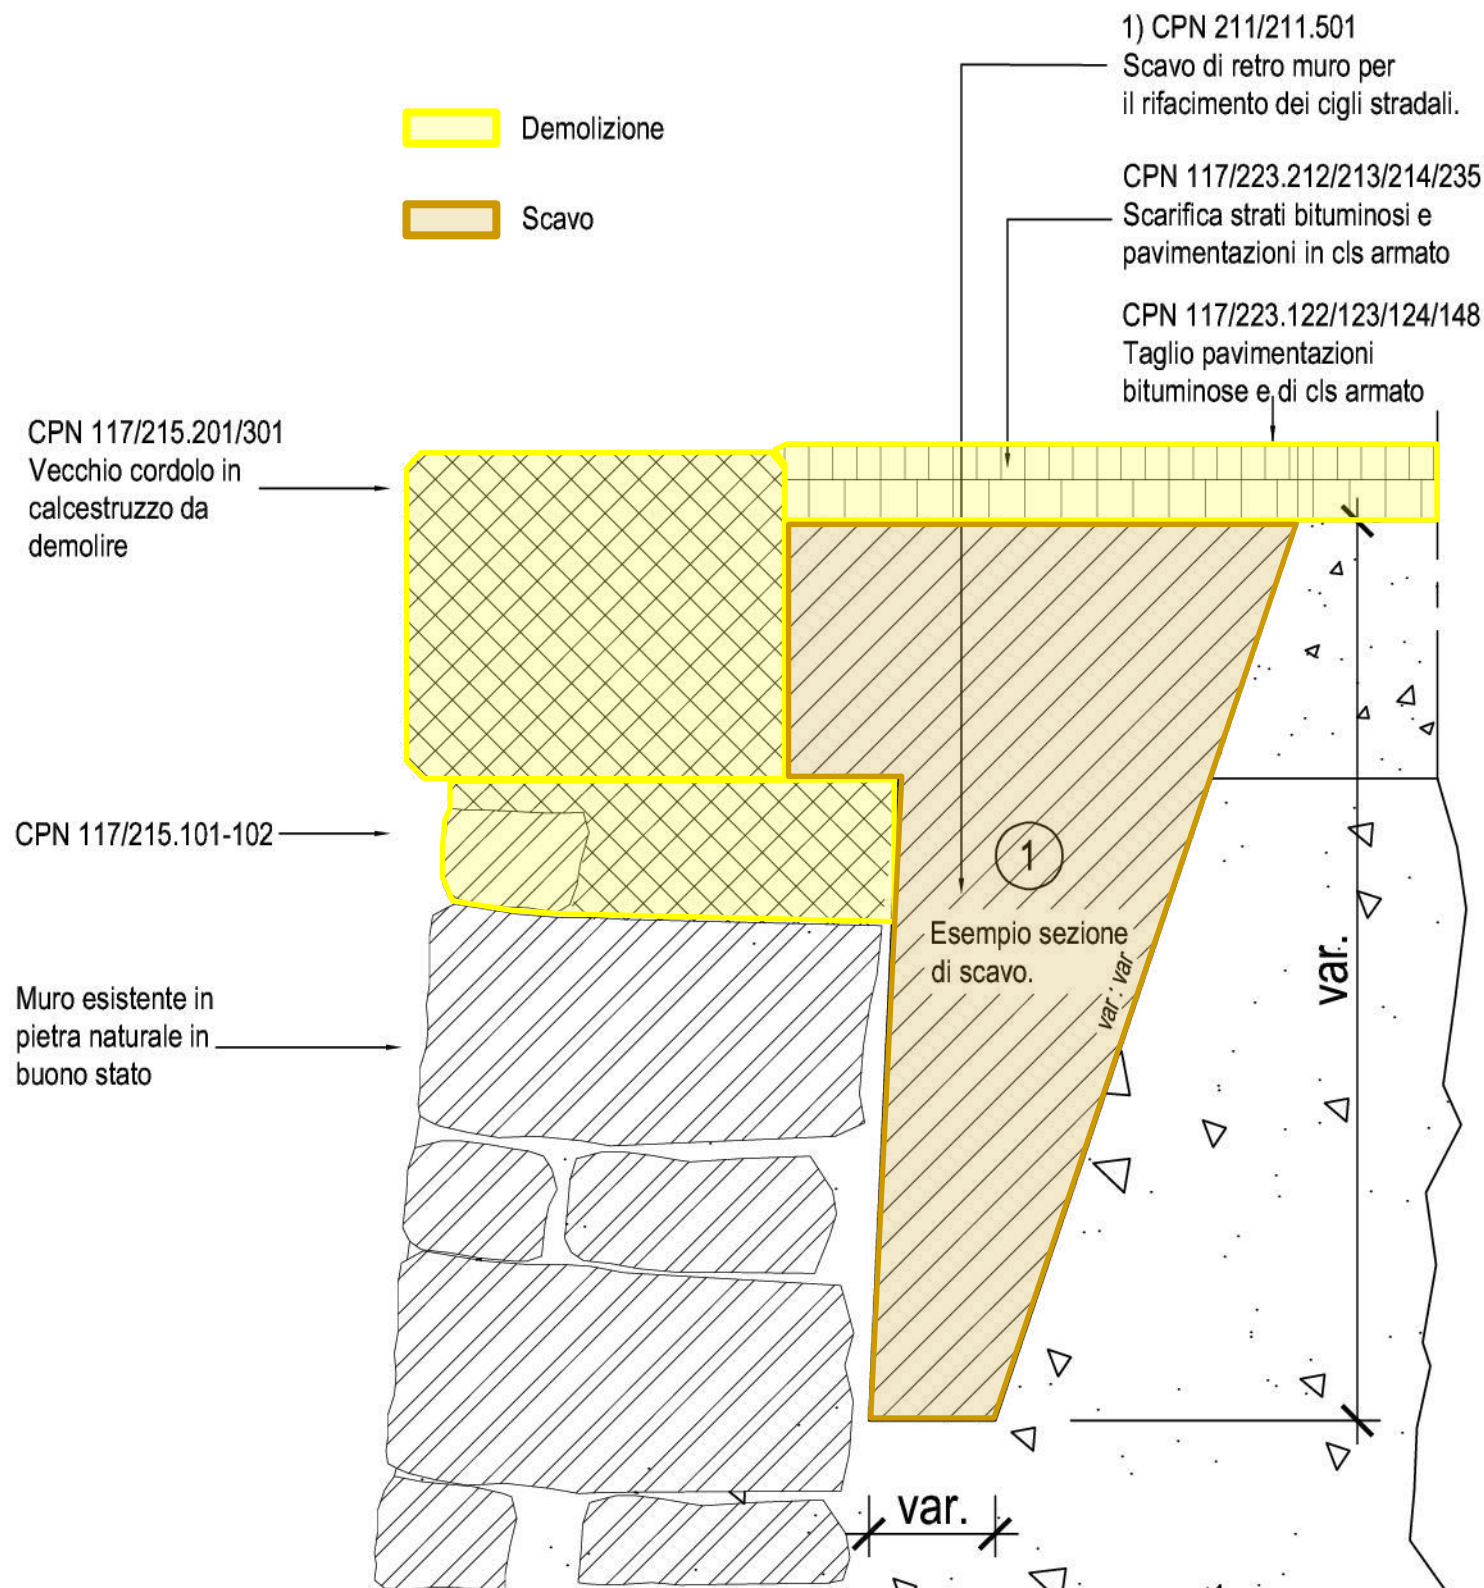 1) CPN 211/211.501
Scavo di retro muro per
il rifacimento dei cigli stradali.
Demolizione
CPN 117/223.212/213/214/235
Scarifica strati bituminosi e
pavimentazioni in cls armato
Scavo
CPN 117/223.122/123/124/148
Taglio pavimentazioni
bituminose e di cls armato
CPN 117/215.201/301
Vecchio cordolo in
calcestruzzo da
demolire
CPN 117/215.101-102
1
Esempio sezione
di scavo.
var : var
var.
Muro esistente in
pietra naturale in
buono stato
var.